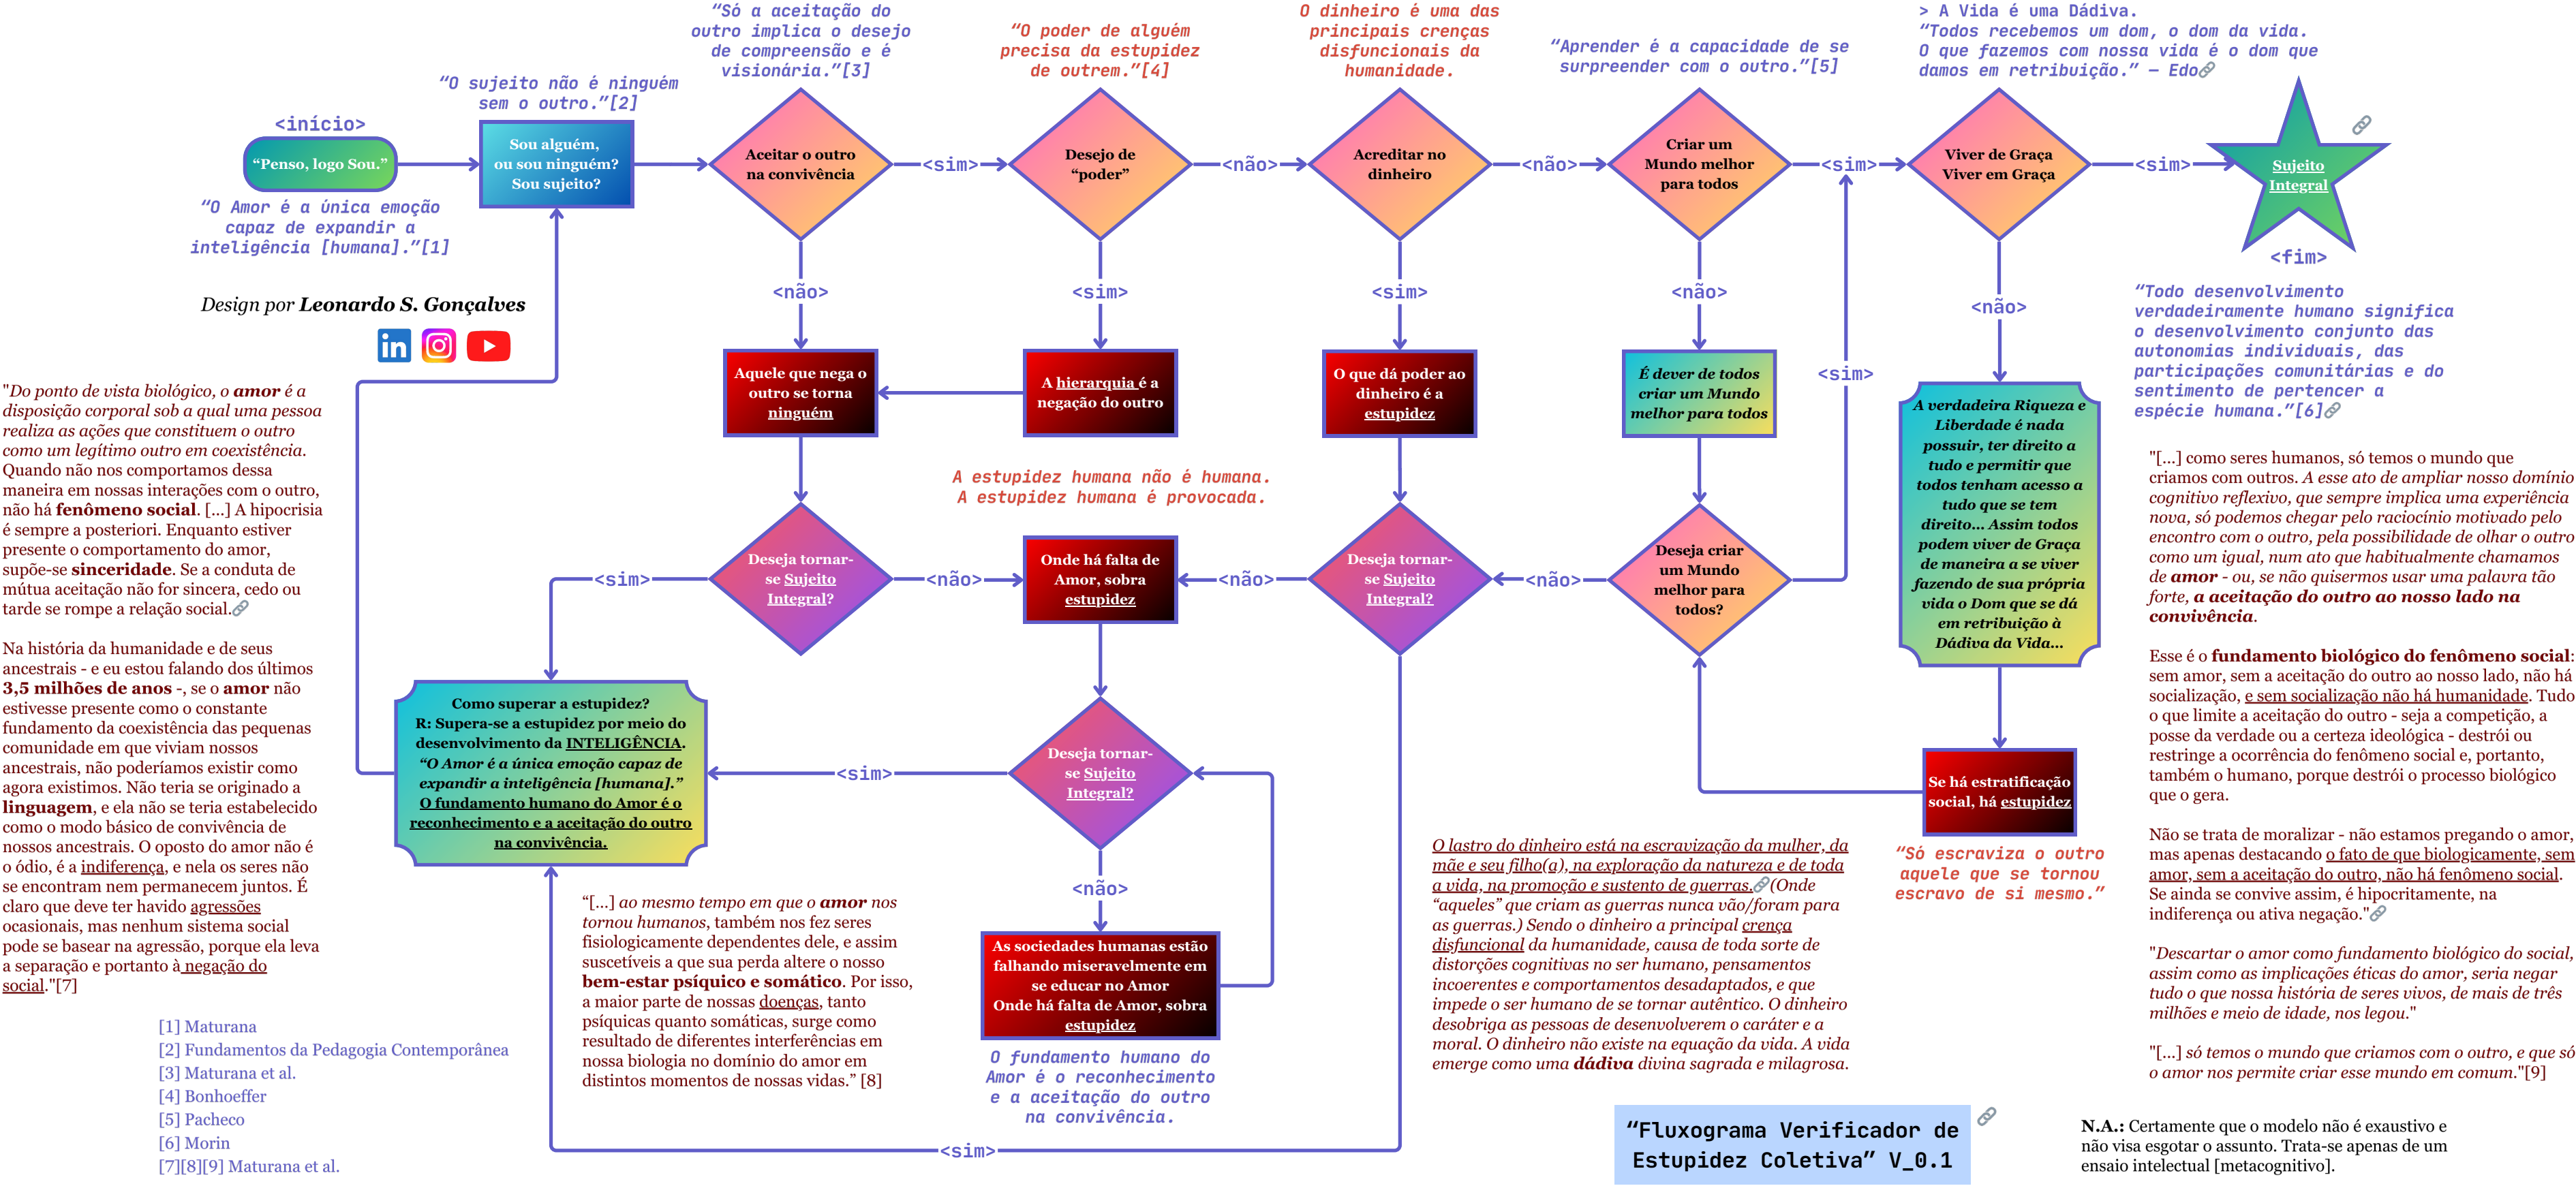 “Só a aceitação do
outro implica o desejo
de compreensão e é
visionária.”[3]
“O poder de alguém
precisa da estupidez
de outrem.”[4]
O dinheiro é uma das
principais crenças
disfuncionais da
humanidade.
“Aprender é a capacidade de se
surpreender com o outro.”[5]
> A Vida é uma Dádiva.
“Todos recebemos um dom, o dom da vida.
O que fazemos com nossa vida é o dom que
damos em retribuição.” — Edo
“O sujeito não é ninguém
sem o outro.”[2]
<início>
“Penso, logo Sou.”
“O Amor é a única emoção
capaz de expandir a
inteligência [humana].”[1]
Sou alguém,
ou sou ninguém?
Sou sujeito?
Aceitar o outro
na convivência
<sim>
Desejo de
“poder”
<não>
Acreditar no
dinheiro
<não>
Criar um
Mundo melhor
para todos
<sim>
Viver de Graça
Viver em Graça
<sim>
Sujeito
Integral
<fim>
<não>
<sim>
<sim>
<não>
<não>
<sim>
Design por Leonardo S. Gonçalves
in
Aquele que nega o
outro se torna
ninguém
A hierarquia é a
negação do outro
O que dá poder ao
dinheiro é a
estupidez
É dever de todos
criar um Mundo
melhor para todos
A verdadeira Riqueza e
Liberdade é nada
possuir, ter direito a
tudo e permitir que
todos tenham acesso a
tudo que se tem
direito... Assim todos
podem viver de Graça
de maneira a se viver
fazendo de sua própria
vida o Dom que se dá
em retribuição à
Dádiva da Vida...
“Todo desenvolvimento
verdadeiramente humano significa
o desenvolvimento conjunto das
autonomias individuais, das
participações comunitárias e do
sentimento de pertencer a
espécie humana.”[6]
"Do ponto de vista biológico, o amor é a
disposição corporal sob a qual uma pessoa
realiza as ações que constituem o outro
como um legítimo outro em coexistência.
Quando não nos comportamos dessa
maneira em nossas interações com o outro,
não há fenômeno social. [...] A hipocrisia
é sempre a posteriori. Enquanto estiver
presente o comportamento do amor,
supõe-se sinceridade. Se a conduta de
mútua aceitação não for sincera, cedo ou
tarde se rompe a relação social.
Na história da humanidade e de seus
ancestrais - e eu estou falando dos últimos
3,5 milhões de anos -, se o amor não
estivesse presente como o constante
fundamento da coexistência das pequenas
comunidade em que viviam nossos
ancestrais, não poderíamos existir como
agora existimos. Não teria se originado a
linguagem, e ela não se teria estabelecido
como o modo básico de convivência de
nossos ancestrais. O oposto do amor não é
o ódio, é a indiferença, e nela os seres não
se encontram nem permanecem juntos. É
claro que deve ter havido agressões
ocasionais, mas nenhum sistema social
pode se basear na agressão, porque ela leva
a separação e portanto à negação do
social."[7]
A estupidez humana não é humana.
A estupidez humana é provocada.
<sim>
Deseja tornar-
se Sujeito
Integral?
<não>
Onde há falta de
Amor, sobra
estupidez
<não>
Deseja tornar-
se Sujeito
Integral?
<não>
Deseja criar
um Mundo
melhor para
todos?
Como superar a estupidez?
R: Supera-se a estupidez por meio do
desenvolvimento da INTELIGÊNCIA.
“O Amor é a única emoção capaz de
expandir a inteligência [humana].”
O fundamento humano do Amor é o
reconhecimento e a aceitação do outro
na convivência.
<sim>
Deseja tornar-
se Sujeito
Integral?
<não>
As sociedades humanas estão
falhando miseravelmente em
se educar no Amor
Onde há falta de Amor, sobra
estupidez
O fundamento humano do
Amor é o reconhecimento
e a aceitação do outro
na convivência.
<sim>
Se há estratificação
social, há estupidez
“Só escraviza o outro
aquele que se tornou
escravo de si mesmo.”
“[...] ao mesmo tempo em que o amor nos
tornou humanos, também nos fez seres
fisiologicamente dependentes dele, e assim
suscetíveis a que sua perda altere o nosso
bem-estar psíquico e somático. Por isso,
a maior parte de nossas doenças, tanto
psíquicas quanto somáticas, surge como
resultado de diferentes interferências em
nossa biologia no domínio do amor em
distintos momentos de nossas vidas.” [8]
O lastro do dinheiro está na escravização da mulher, da
mãe e seu filho(a), na exploração da natureza e de toda
a vida, na promoção e sustento de guerras. (Onde
“aqueles” que criam as guerras nunca vão/foram para
as guerras.) Sendo o dinheiro a principal crença
disfuncional da humanidade, causa de toda sorte de
distorções cognitivas no ser humano, pensamentos
incoerentes e comportamentos desadaptados, e que
impede o ser humano de se tornar autêntico. O dinheiro
desobriga as pessoas de desenvolverem o caráter e a
moral. O dinheiro não existe na equação da vida. A vida
emerge como uma dádiva divina sagrada e milagrosa.
"[...] como seres humanos, só temos o mundo que
criamos com outros. A esse ato de ampliar nosso domínio
cognitivo reflexivo, que sempre implica uma experiência
nova, só podemos chegar pelo raciocínio motivado pelo
encontro com o outro, pela possibilidade de olhar o outro
como um igual, num ato que habitualmente chamamos
de amor - ou, se não quisermos usar uma palavra tão
forte, a aceitação do outro ao nosso lado na
convivência.
Esse é o fundamento biológico do fenômeno social:
sem amor, sem a aceitação do outro ao nosso lado, não há
socialização, e sem socialização não há humanidade. Tudo
o que limite a aceitação do outro - seja a competição, a
posse da verdade ou a certeza ideológica - destrói ou
restringe a ocorrência do fenômeno social e, portanto,
também o humano, porque destrói o processo biológico
que o gera.
Não se trata de moralizar - não estamos pregando o amor,
mas apenas destacando o fato de que biologicamente, sem
amor, sem a aceitação do outro, não há fenômeno social.
Se ainda se convive assim, é hipocritamente, na
indiferença ou ativa negação."
"Descartar o amor como fundamento biológico do social,
assim como as implicações éticas do amor, seria negar
tudo o que nossa história de seres vivos, de mais de três
milhões e meio de idade, nos legou."
"[...] só temos o mundo que criamos com o outro, e que só
o amor nos permite criar esse mundo em comum."[9]
[1] Maturana
[2] Fundamentos da Pedagogia Contemporânea
[3] Maturana et al.
[4] Bonhoeffer
[5] Pacheco
[6] Morin
[7][8][9] Maturana et al.
“Fluxograma Verificador de
Estupidez Coletiva” V_0.1
N.A.: Certamente que o modelo não é exaustivo e
não visa esgotar o assunto. Trata-se apenas de um
ensaio intelectual [metacognitivo].